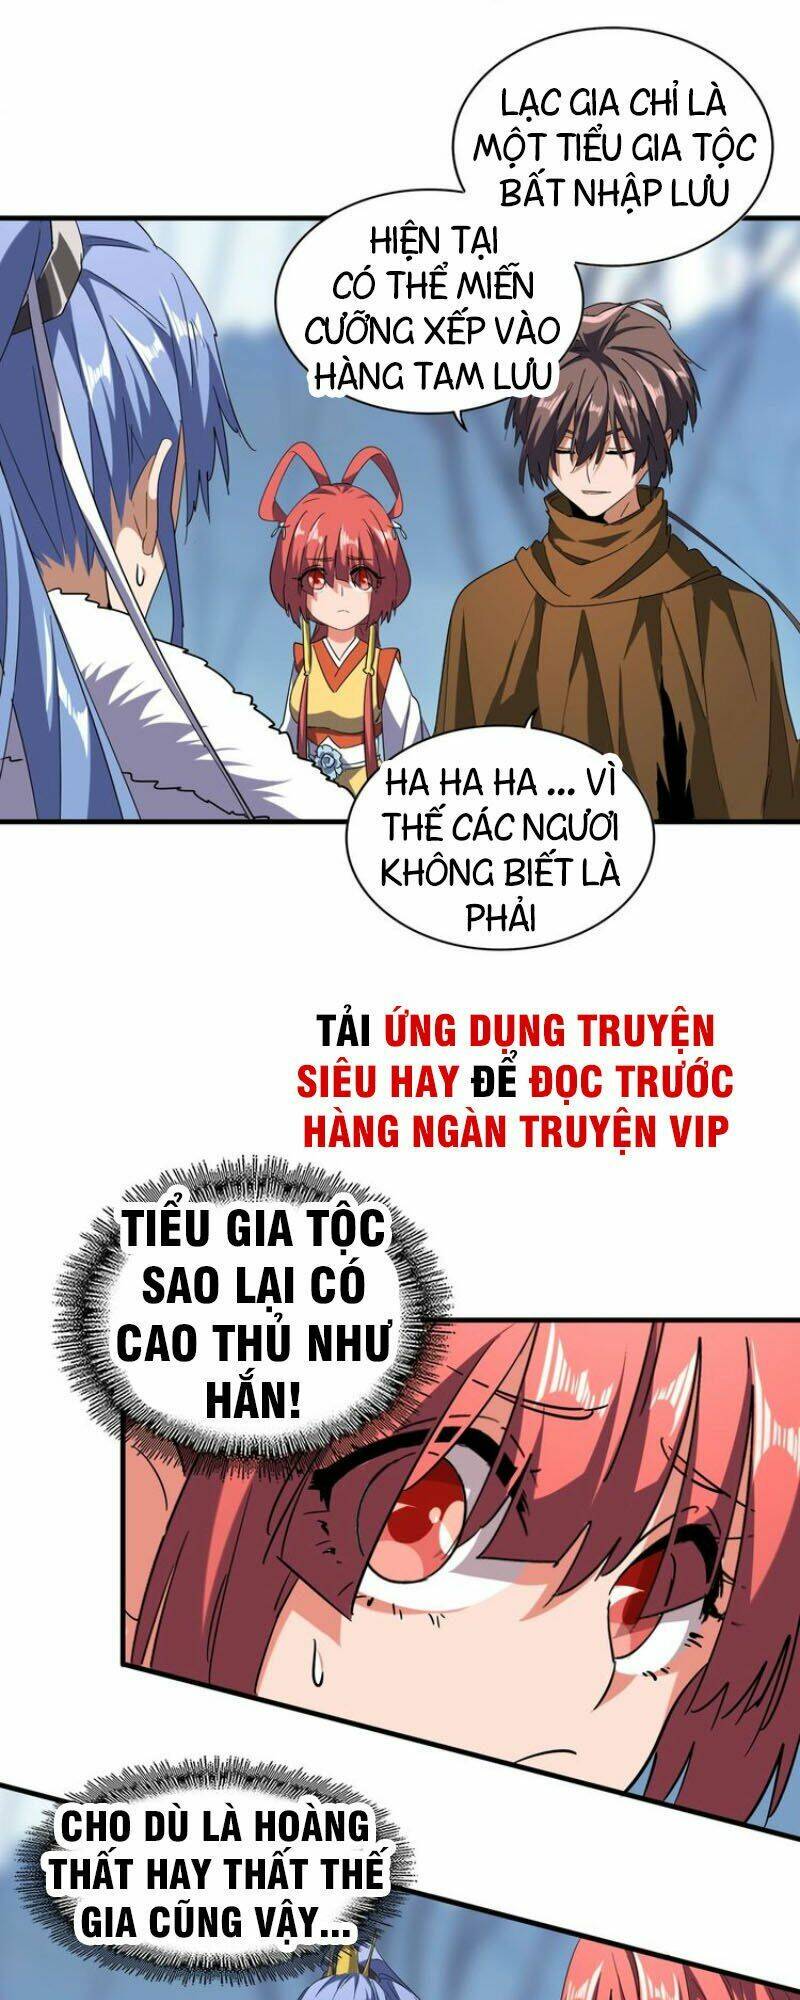 LẠC GIA CHỈ LÀ
MỘT TIỂU GIA TỘC
BẤT NHẬP LƯU
HIỆN TẠI
CÓ THỂ MIỄN
CƯỠNG XẾP VÀO
HÀNG TAM LƯU
HA HA HA ... VÌ
THẾ CÁC NGƯƠI
KHÔNG BIẾT LÀ
PHẢI
TẢI ỨNG DỤNG TRUYỆN
SIÊU HAY ĐỂ ĐỌC TRƯỚC
HÀNG NGÀN TRUYỆN VIP
TIỂU GIA TỘC
SAO LẠI CÓ
CAO THỦ NHƯ
HẮN!
CHO DÙ LÀ HOÀNG
THẤT HAY THẤT THẾ
GIA CŨNG VẬY...